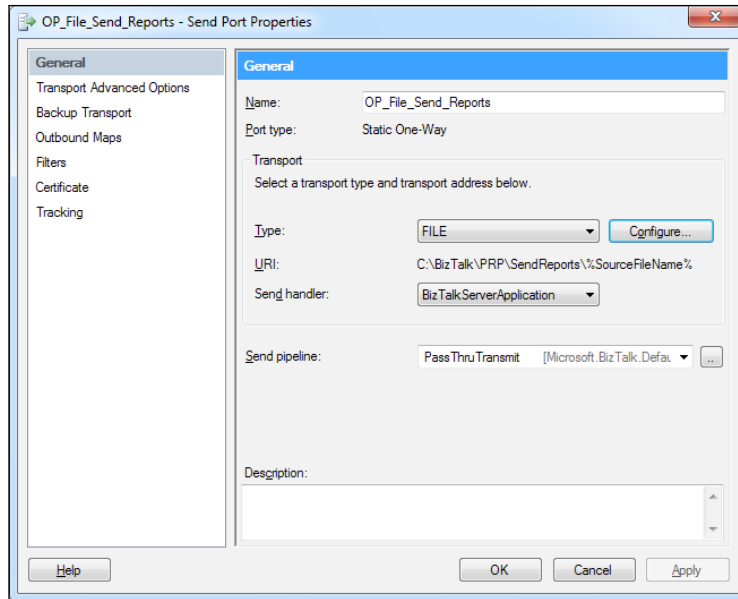 OP_File_Send_Reports - Send Port Properties
x
General
Transport Advanced Options
Backup Transport
Outbound Maps
Filters
Certificate
Tracking
General
Name: OP_File_Send_Reports
Port type: Static One-Way
Transport
Select a transport type and transport address below.
Type: FILE Configure...
URI: C:\BizTalk\PRP\SendReports\%SourceFileName%
Send handler: BizTalkServerApplication
Send pipeline: PassThruTransmit [Microsoft.BizTalk.Defau ..
Description:
Help OK Cancel Apply